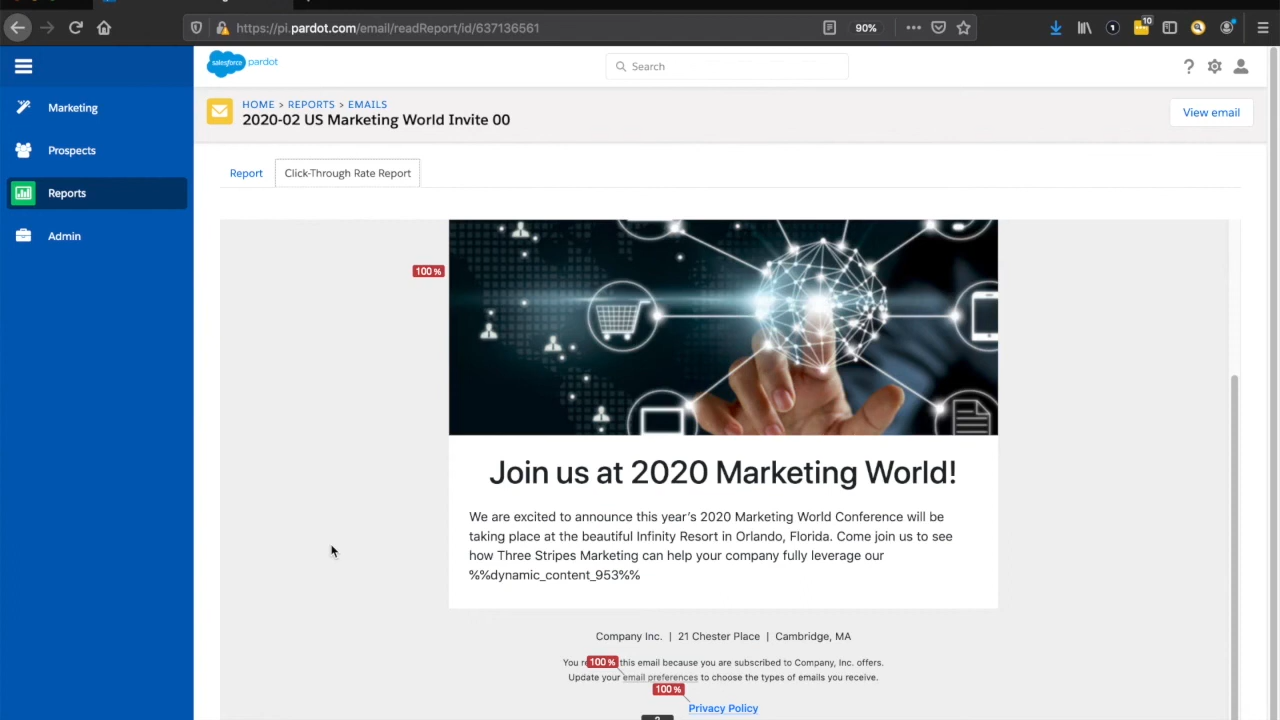 https://pi.pardot.com/email/readReport/id/637136561
90%
10
salesforce pardot
Search
Marketing
Prospects
Reports
Admin
HOME > REPORTS > EMAILS
2020-02 US Marketing World Invite 00
View email
Report
Click-Through Rate Report
100 %
Join us at 2020 Marketing World!
We are excited to announce this year's 2020 Marketing World Conference will be
taking place at the beautiful Infinity Resort in Orlando, Florida. Come join us to see
how Three Stripes Marketing can help your company fully leverage our
%%dynamic_content_953%%
Company Inc. | 21 Chester Place | Cambridge, MA
You re 100 % this email because you are subscribed to Company, Inc. offers.
Update your email preferences to choose the types of emails you receive.
100 %
Privacy Policy